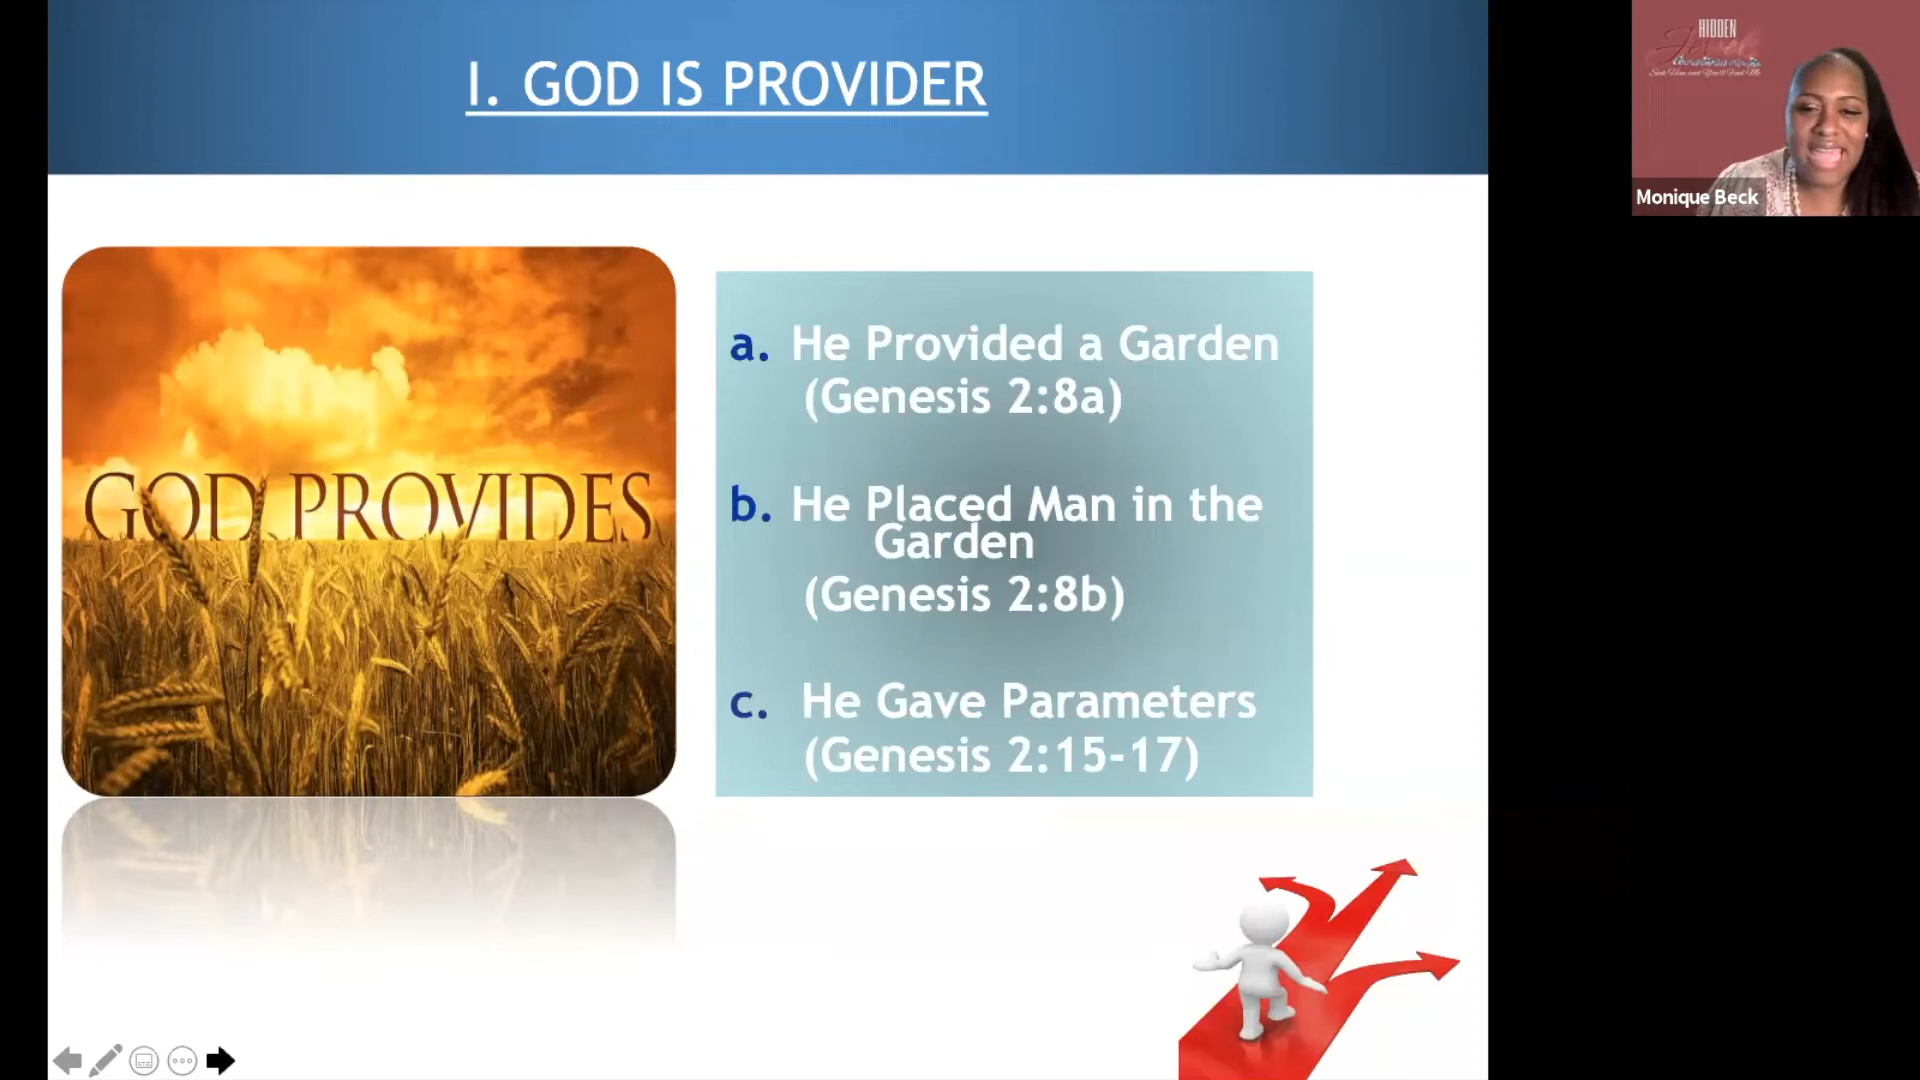 I. GOD IS PROVIDER
HIDDEN
Monique Beck
GOD PROVIDES
a. He Provided a Garden
(Genesis 2:8a)
b. He Placed Man in the
Garden
(Genesis 2:8b)
c. He Gave Parameters
(Genesis 2:15-17)